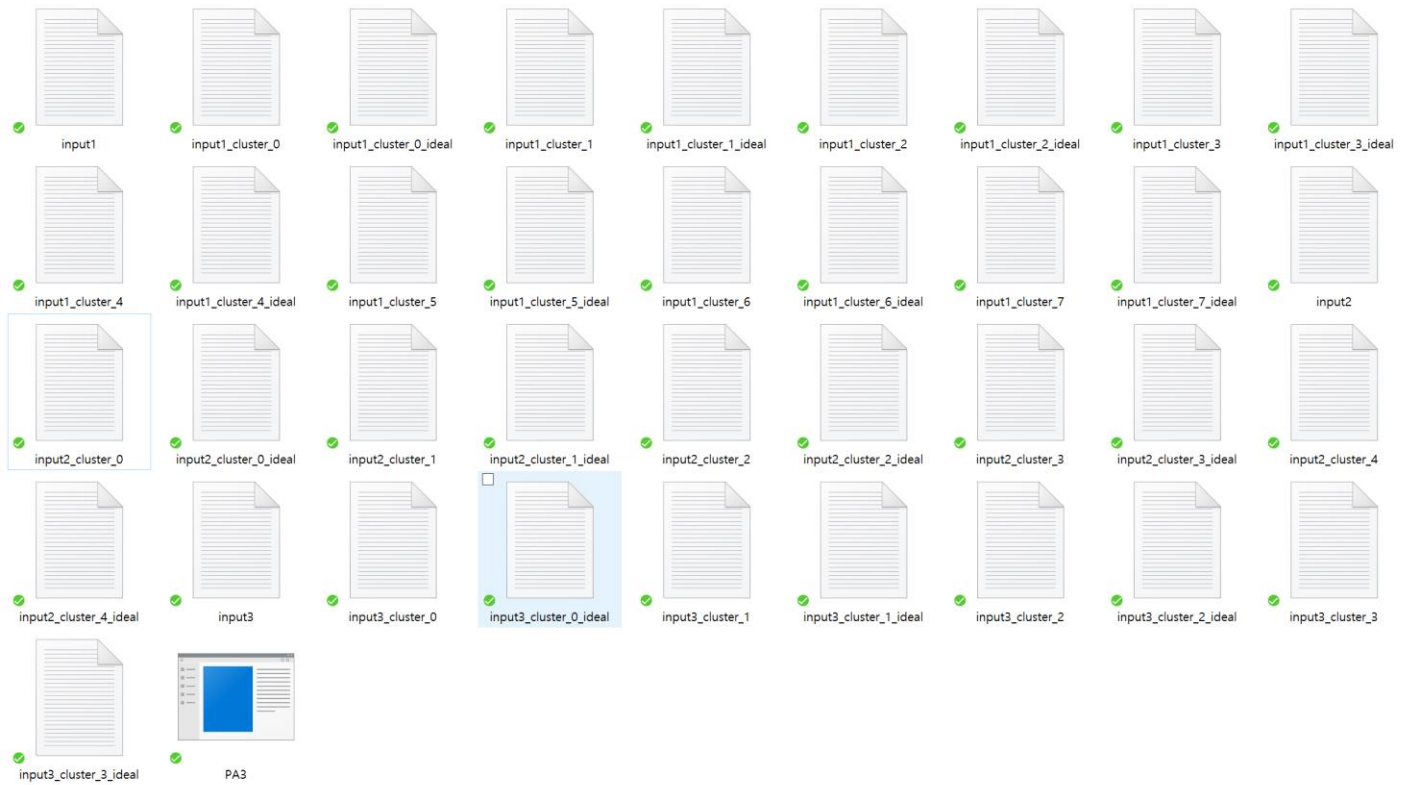 input1
input1_cluster_0
input1_cluster_0_ideal
input1_cluster_1
input1_cluster_1_ideal
input1_cluster_2
input1_cluster_2_ideal
input1_cluster_3
input1_cluster_3_ideal
input1_cluster_4
input1_cluster_4_ideal
input1_cluster_5
input1_cluster_5_ideal
input1_cluster_6
input1_cluster_6_ideal
input1_cluster_7
input1_cluster_7_ideal
input2
input2_cluster_0
input2_cluster_0_ideal
input2_cluster_1
input2_cluster_1_ideal
input2_cluster_2
input2_cluster_2_ideal
input2_cluster_3
input2_cluster_3_ideal
input2_cluster_4
input2_cluster_4_ideal
input3
input3_cluster_0
input3_cluster_0_ideal
input3_cluster_1
input3_cluster_1_ideal
input3_cluster_2
input3_cluster_2_ideal
input3_cluster_3
input3_cluster_3_ideal
PA3